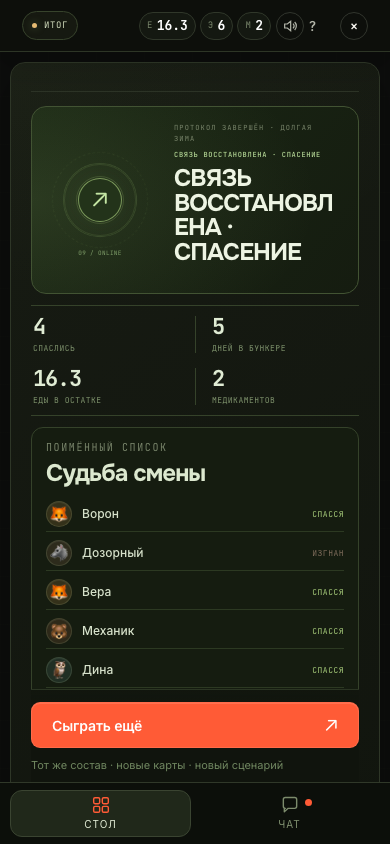 ИТОГ
Е 16.3 Э 6 М 2 ? ×
ПРОТОКОЛ ЗАВЕРШЁН · ДОЛГАЯ
ЗИМА
СВЯЗЬ ВОССТАНОВЛЕНА · СПАСЕНИЕ
СВЯЗЬ
ВОССТАНОВЛ
ЕНА ·
СПАСЕНИЕ
09 / ONLINE
4
СПАСЛИСЬ
5
ДНЕЙ В БУНКЕРЕ
16.3
ЕДЫ В ОСТАТКЕ
2
МЕДИКАМЕНТОВ
ПОИМЁННЫЙ СПИСОК
Судьба смены
Ворон СПАССЯ
Дозорный ИЗГНАН
Вера СПАССЯ
Механик СПАССЯ
Дина СПАССЯ
Сыграть ещё
Тот же состав · новые карты · новый сценарий
СТОЛ
ЧАТ